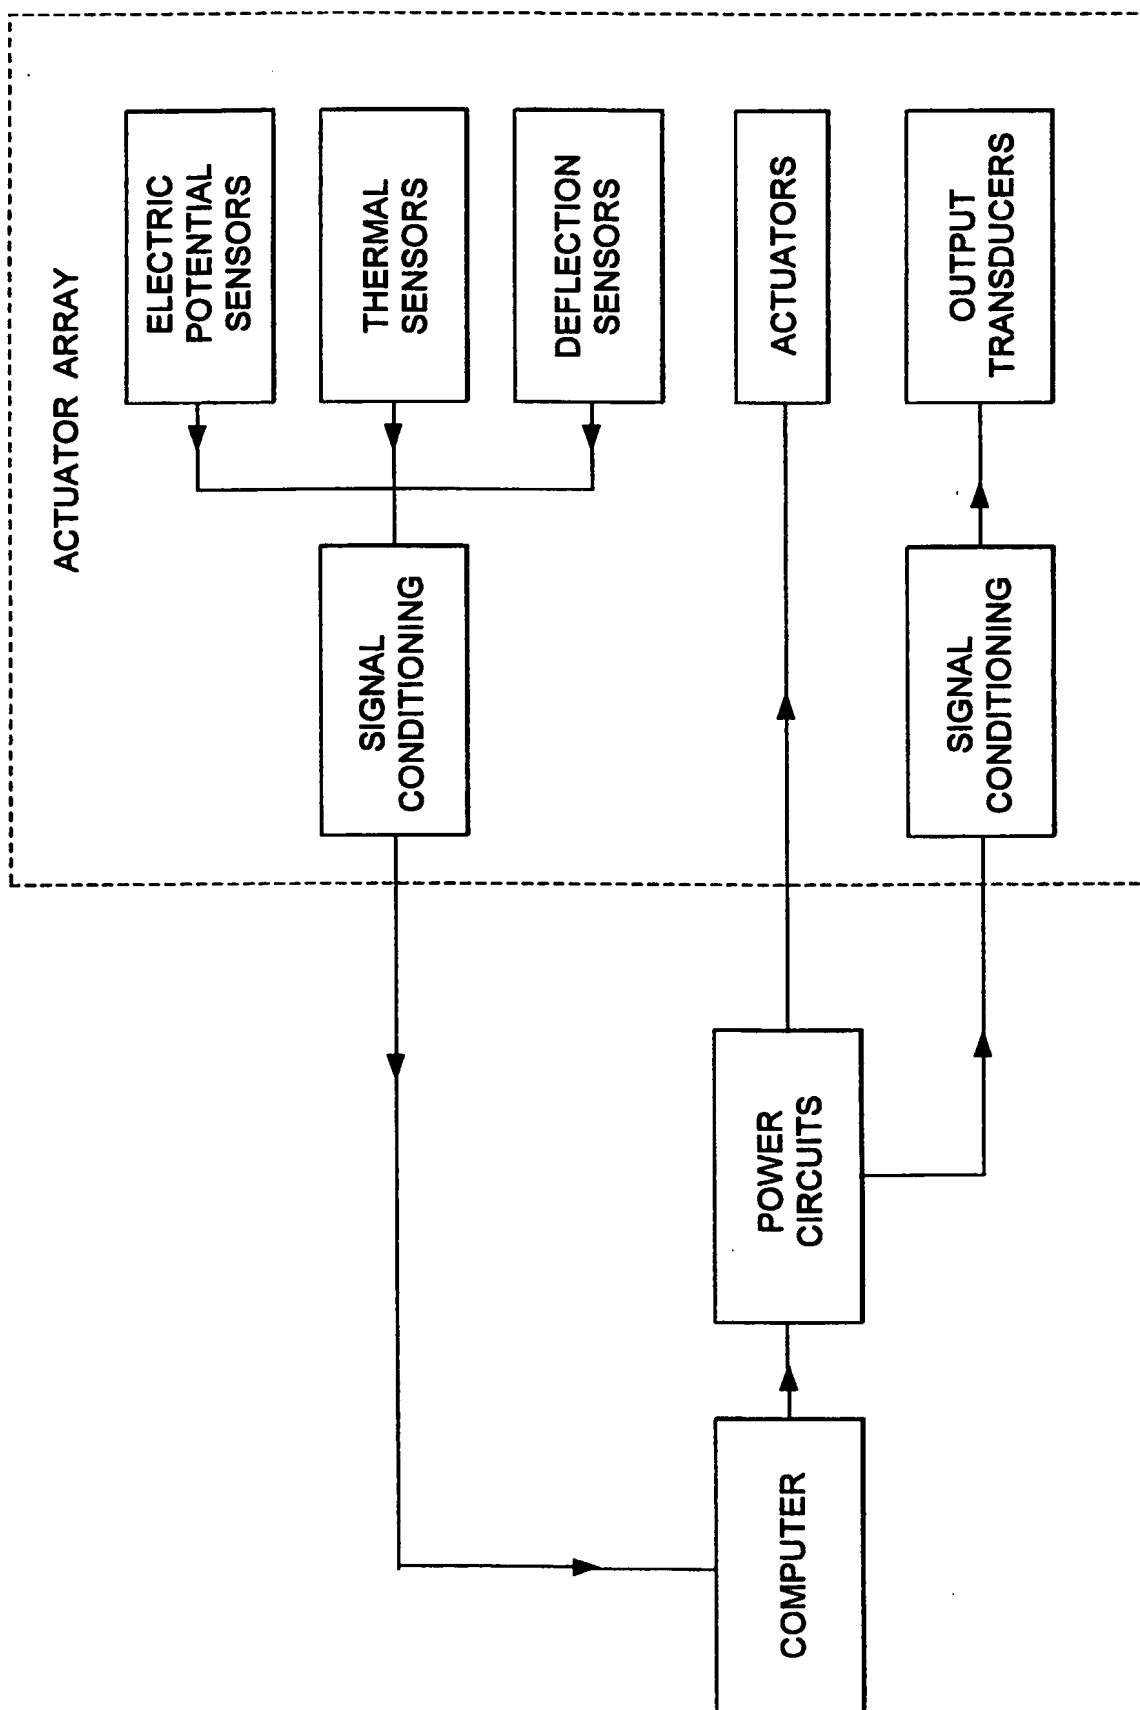 ACTUATOR ARRAY
ELECTRIC
POTENTIAL
SENSORS
THERMAL
SENSORS
DEFLECTION
SENSORS
SIGNAL
CONDITIONING
ACTUATORS
OUTPUT
TRANSDUCERS
SIGNAL
CONDITIONING
POWER
CIRCUITS
COMPUTER